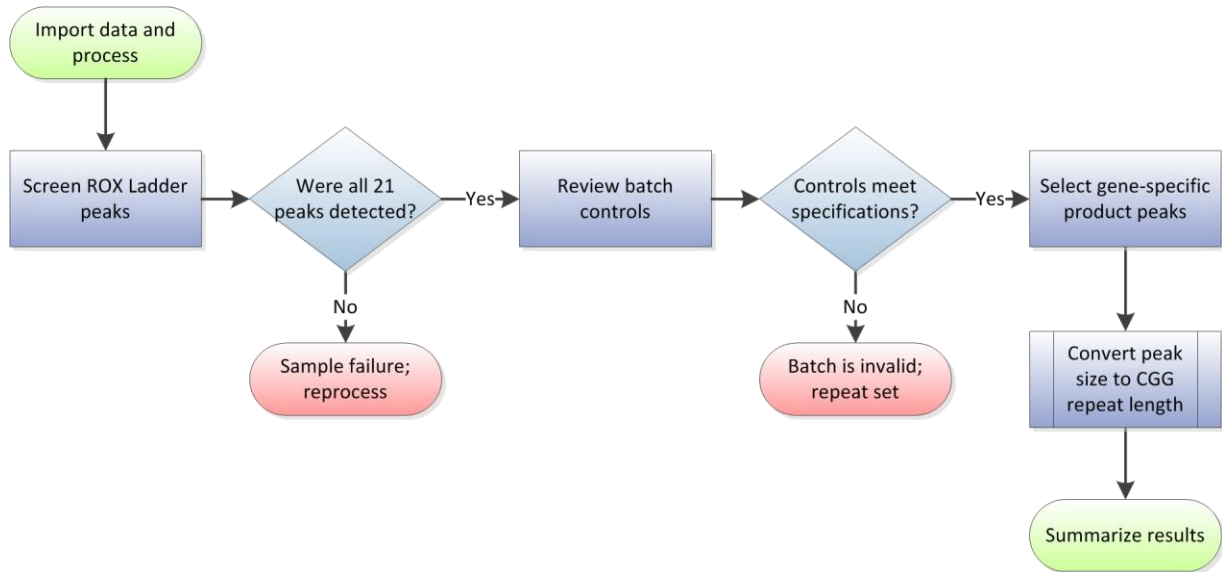 Import data and
process
Screen ROX Ladder
peaks
Were all 21
peaks detected?
Yes
No
Sample failure;
reprocess
Review batch
controls
Controls meet
specifications?
Yes
No
Batch is invalid;
repeat set
Select gene-specific
product peaks
Convert peak
size to CGG
repeat length
Summarize results